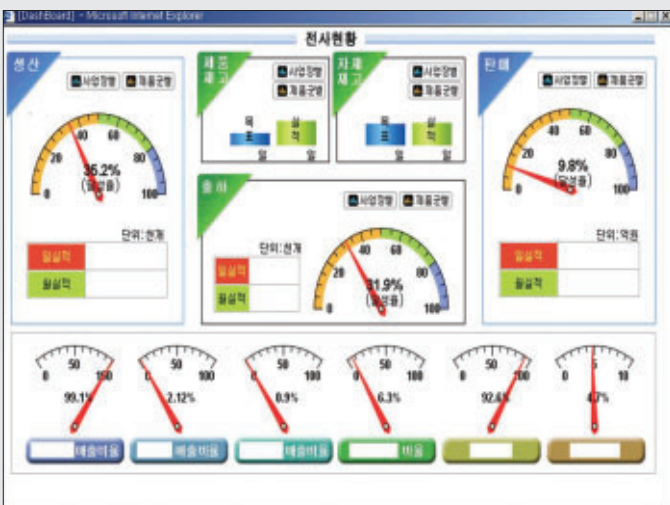 [DashBoard] - Microsoft Internet Explorer
전사현황
생산
사업장별 제품군별
0 20 40 60 80 100
35.2%
(달성율)
단위:천개
일실적
월실적
제품
재고
사업장별
제품군별
목표 실적
일 일
자재
재고
사업장별
제품군별
목표 실적
일 일
출하
사업장별 제품군별
단위:천개
일실적
월실적
0 20 40 60 80 100
31.9%
(달성율)
판매
사업장별 제품군별
0 20 40 60 80 100
9.8%
(달성율)
단위:억원
일실적
월실적
0 50 100
99.1%
매출비율
0 50 100
2.12%
매출비율
0 50 100
0.9%
매출비율
0 50 100
6.3%
비율
0 50 100
92.6%
0 5 10
4.7%